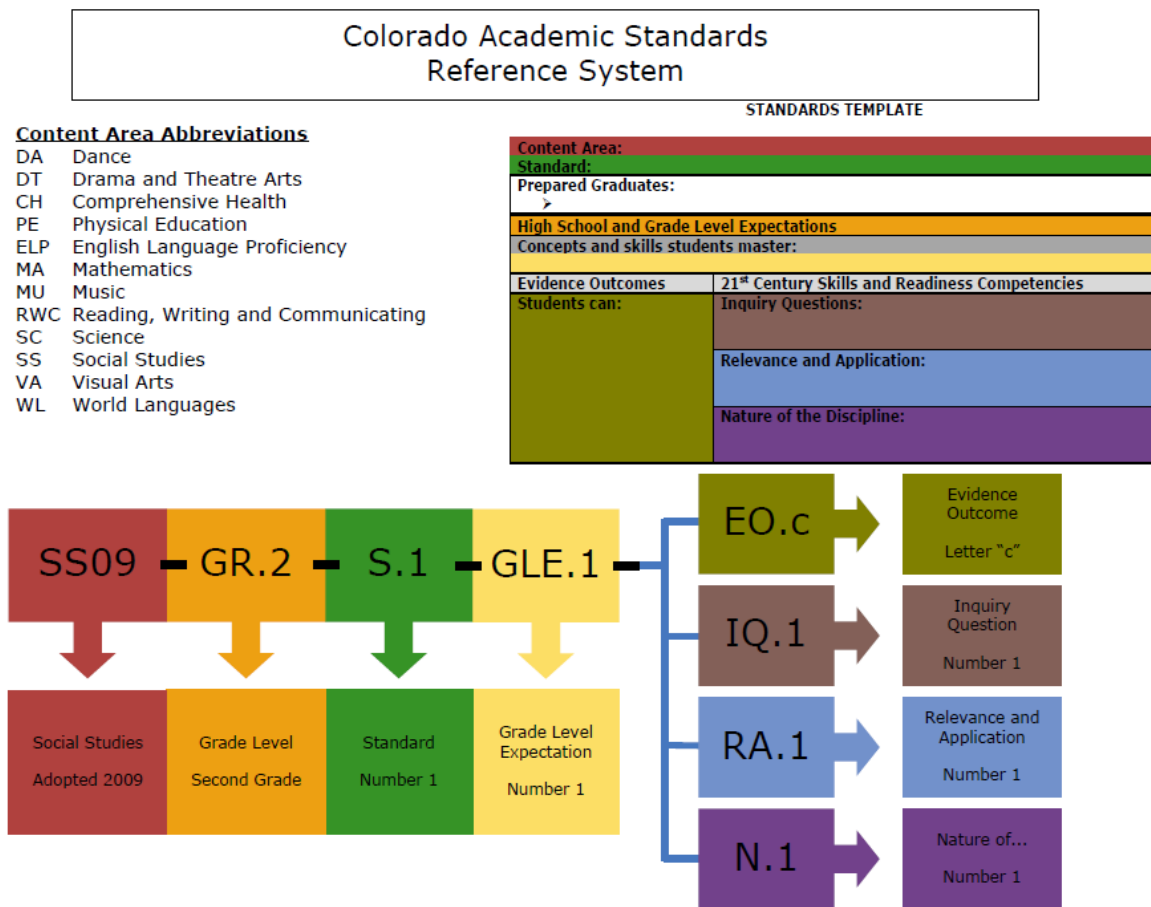 Colorado Academic Standards
Reference System
Content Area Abbreviations
DA Dance
DT Drama and Theatre Arts
CH Comprehensive Health
PE Physical Education
ELP English Language Proficiency
MA Mathematics
MU Music
RWC Reading, Writing and Communicating
SC Science
SS Social Studies
VA Visual Arts
WL World Languages
STANDARDS TEMPLATE
Content Area:
Standard:
Prepared Graduates:
➢
High School and Grade Level Expectations
Concepts and skills students master:
Evidence Outcomes
21st Century Skills and Readiness Competencies
Students can:
Inquiry Questions:
Relevance and Application:
Nature of the Discipline:
SS09 - GR.2 - S.1 - GLE.1
Social Studies
Adopted 2009
Grade Level
Second Grade
Standard
Number 1
Grade Level
Expectation
Number 1
EO.c
Evidence
Outcome
Letter “c”
IQ.1
Inquiry
Question
Number 1
RA.1
Relevance and
Application
Number 1
N.1
Nature of...
Number 1